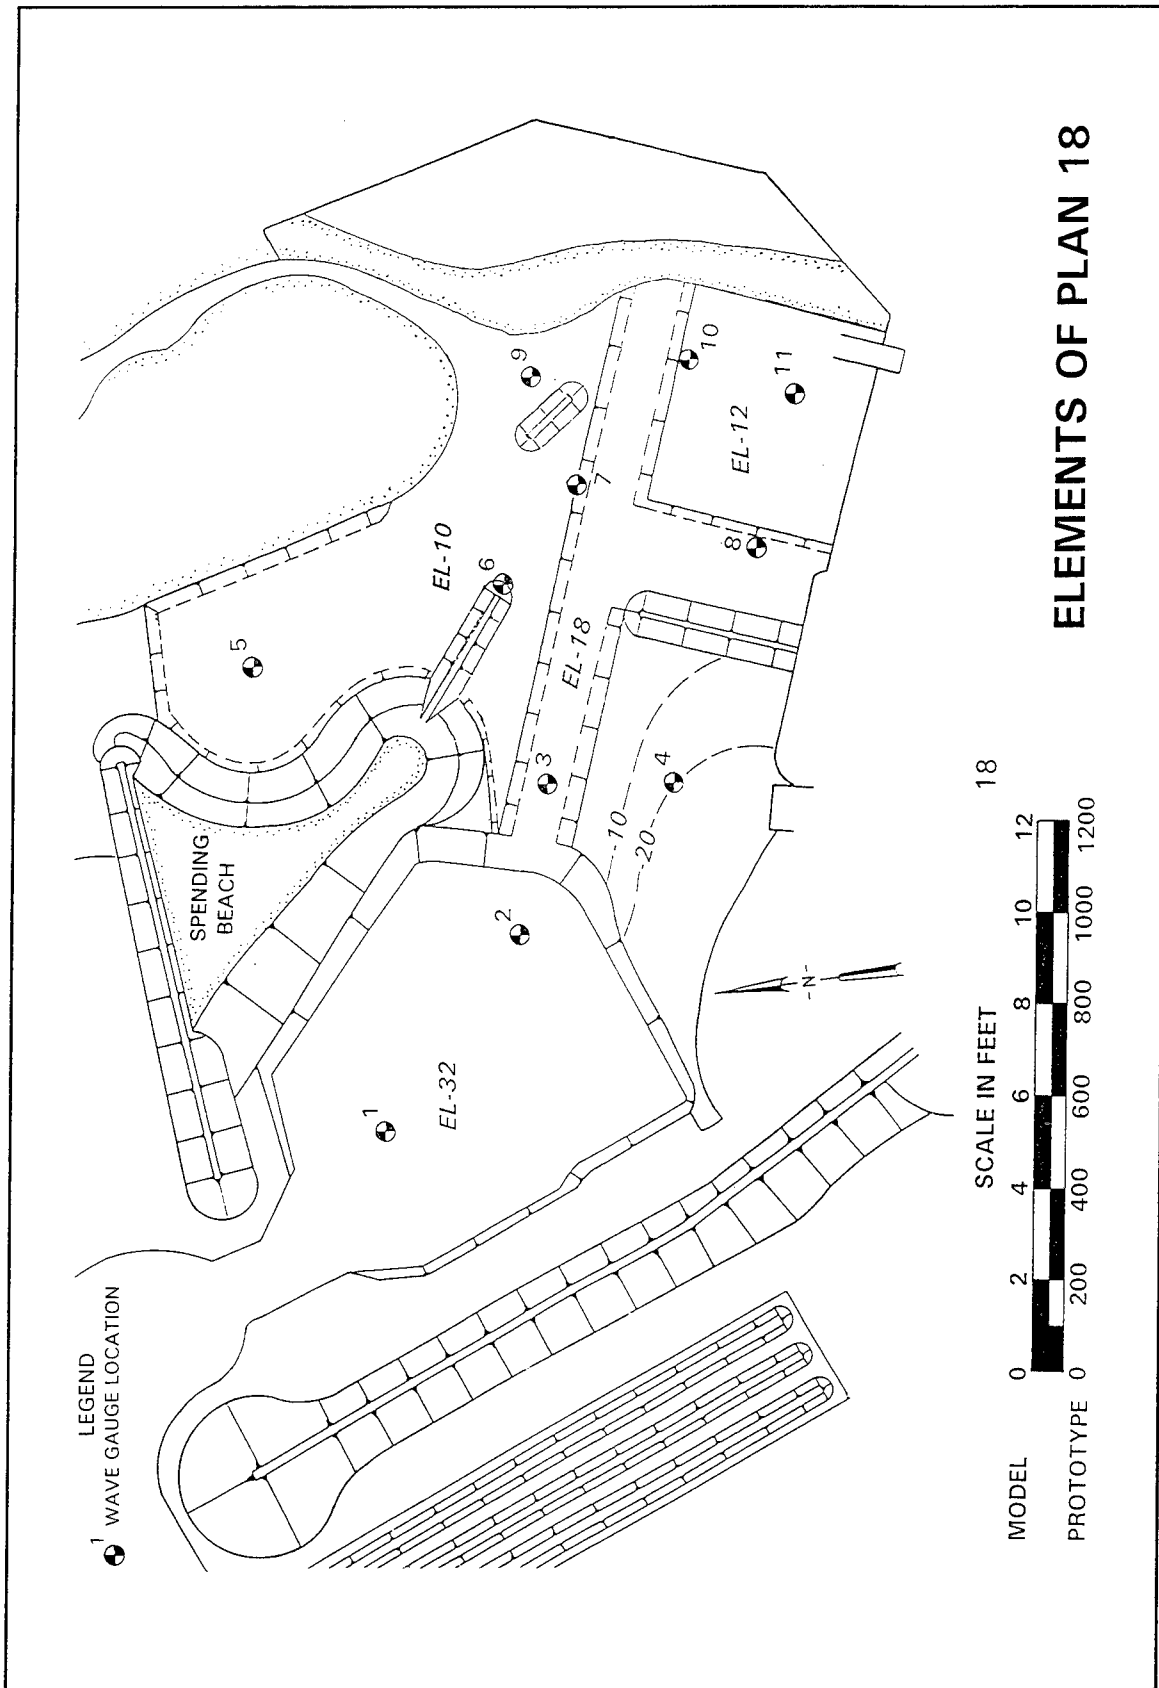 LEGEND
1 WAVE GAUGE LOCATION
SPENDING
BEACH
5
6
EL-10
9
7
EL-18
3
10
11
EL-12
8
2
1
EL-32
4
-10
-20
-N-
SCALE IN FEET
18
MODEL 0 2 4 6 8 10 12
PROTOTYPE 0 200 400 600 800 1000 1200
ELEMENTS OF PLAN 18